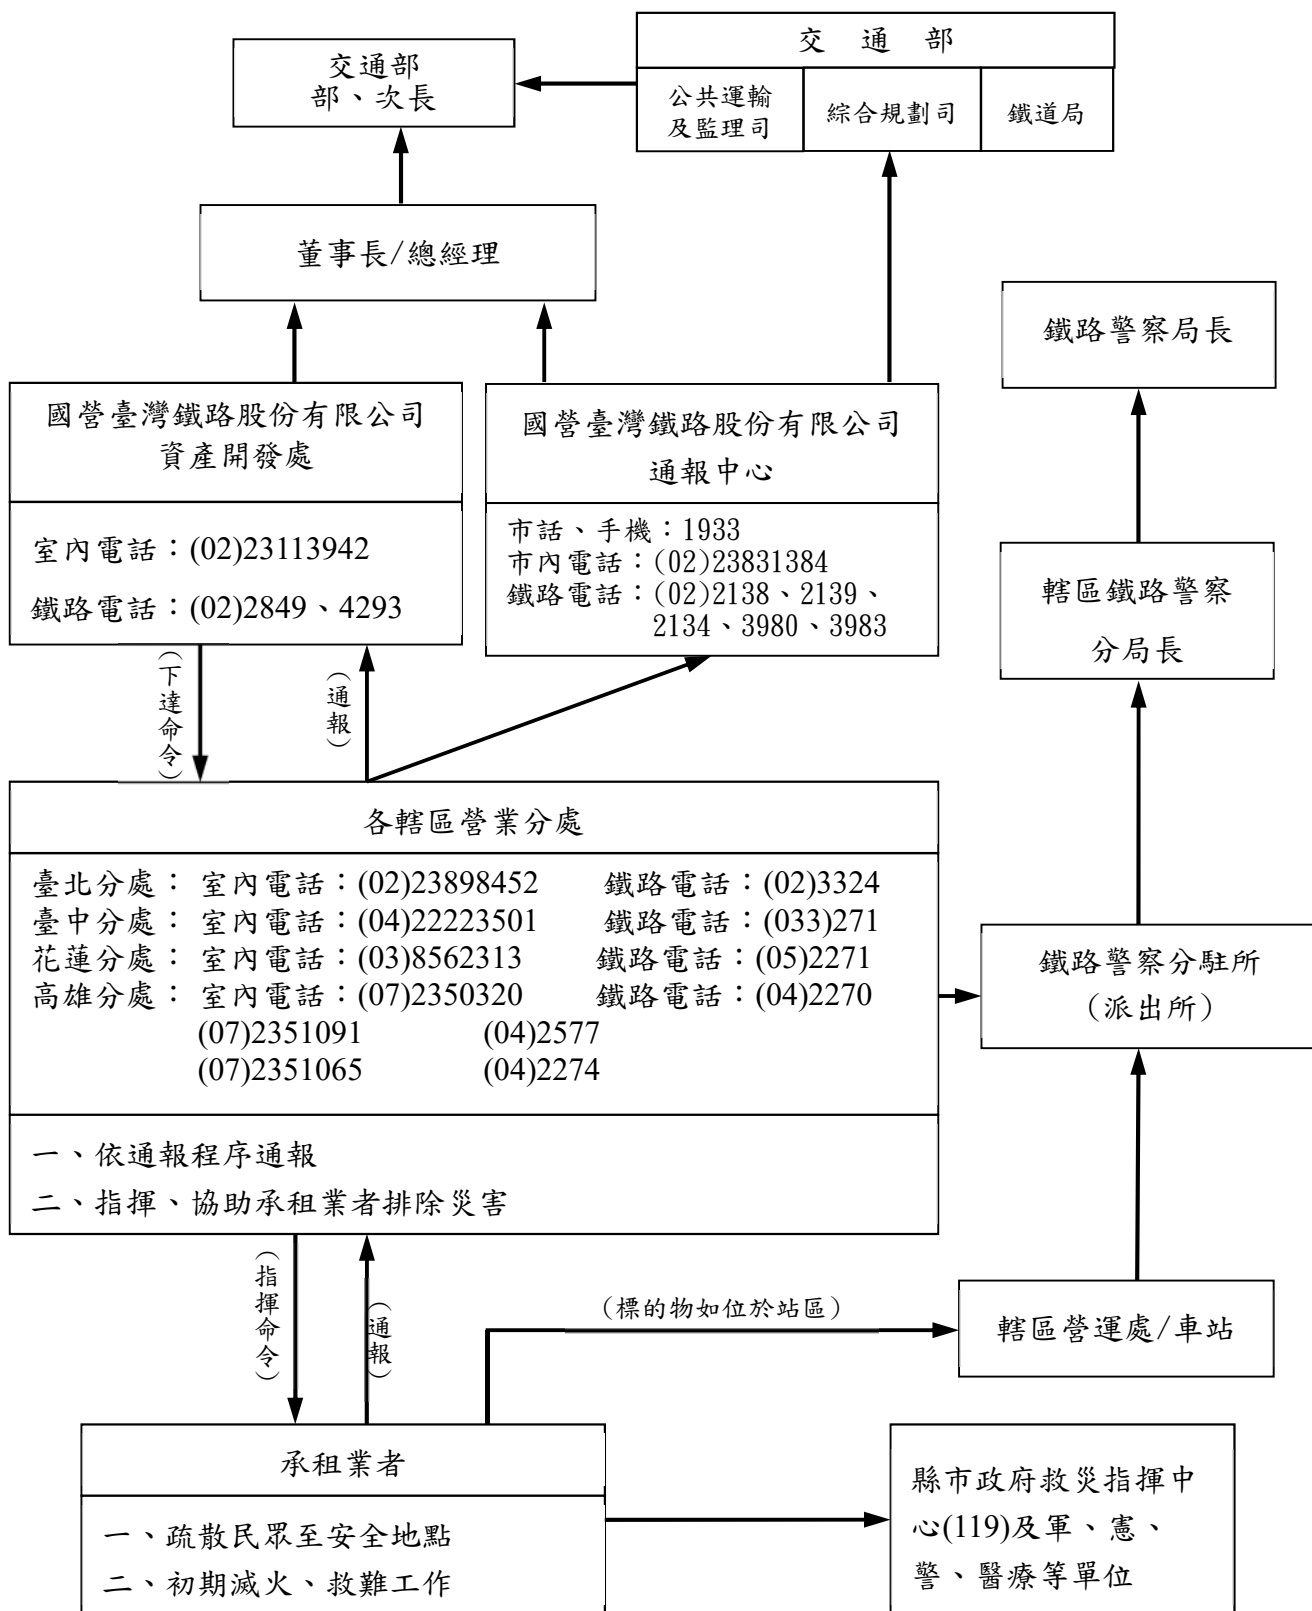 交通部
公共運輸
及監理司
綜合規劃司
鐵道局
交通部
部、次長
董事長/總經理
鐵路警察局長
國營臺灣鐵路股份有限公司
資產開發處
室內電話：(02)23113942
鐵路電話：(02)2849、4293
國營臺灣鐵路股份有限公司
通報中心
市話、手機：1933
市內電話：(02)23831384
鐵路電話：(02)2138、2139、
2134、3980、3983
轄區鐵路警察
分局長
（下達命令）
（通報）
各轄區營業分處
臺北分處： 室內電話：(02)23898452 鐵路電話：(02)3324
臺中分處： 室內電話：(04)22223501 鐵路電話：(033)271
花蓮分處： 室內電話：(03)8562313 鐵路電話：(05)2271
高雄分處： 室內電話：(07)2350320 鐵路電話：(04)2270
(07)2351091 (04)2577
(07)2351065 (04)2274
一、依通報程序通報
二、指揮、協助承租業者排除災害
鐵路警察分駐所
（派出所）
（指揮命令）
（通報）
（標的物如位於站區）
轄區營運處/車站
承租業者
一、疏散民眾至安全地點
二、初期滅火、救難工作
縣市政府救災指揮中
心(119)及軍、憲、
警、醫療等單位